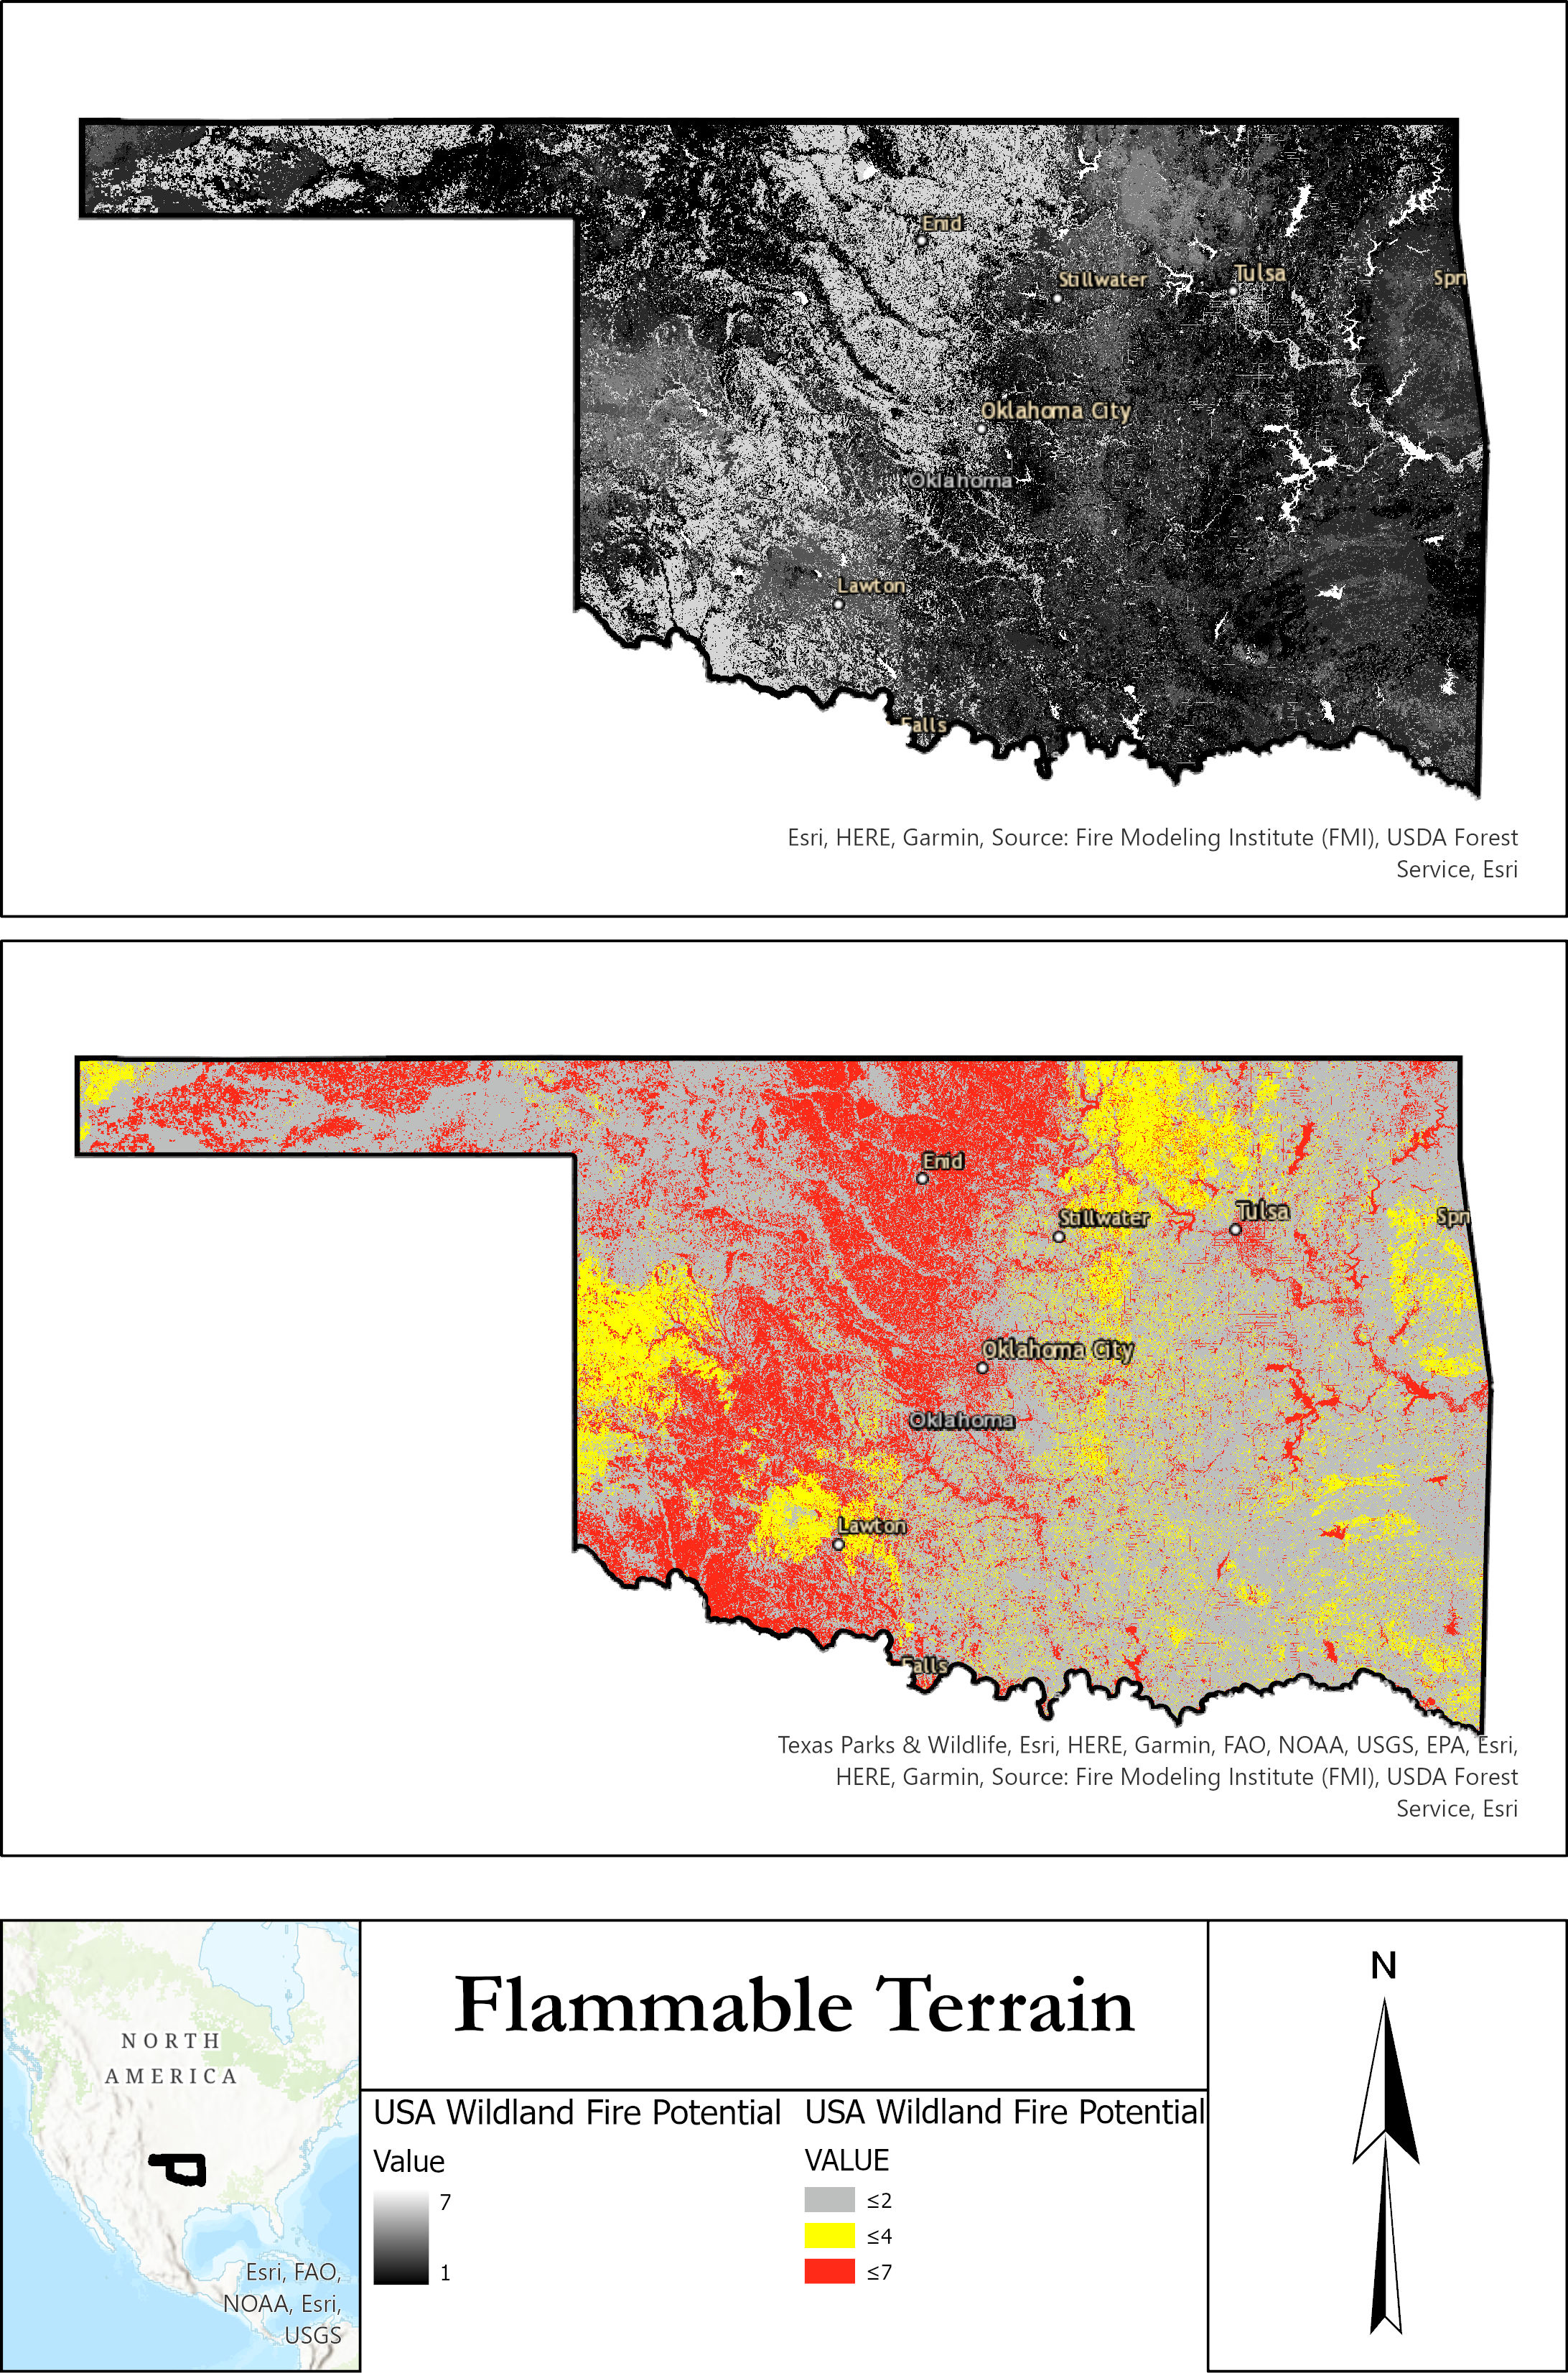 Enid
Stillwater
Tulsa
Spn
Oklahoma City
Oklahoma
Lawton
Falls
Esri, HERE, Garmin, Source: Fire Modeling Institute (FMI), USDA Forest
Service, Esri
Enid
Stillwater
Tulsa
Spn
Oklahoma City
Oklahoma
Lawton
Falls
Texas Parks & Wildlife, Esri, HERE, Garmin, FAO, NOAA, USGS, EPA, Esri,
HERE, Garmin, Source: Fire Modeling Institute (FMI), USDA Forest
Service, Esri
NORTH
AMERICA
Esri, FAO,
NOAA, Esri,
USGS
Flammable Terrain
USA Wildland Fire Potential
Value
7
1
USA Wildland Fire Potential
VALUE
≤2
≤4
≤7
N